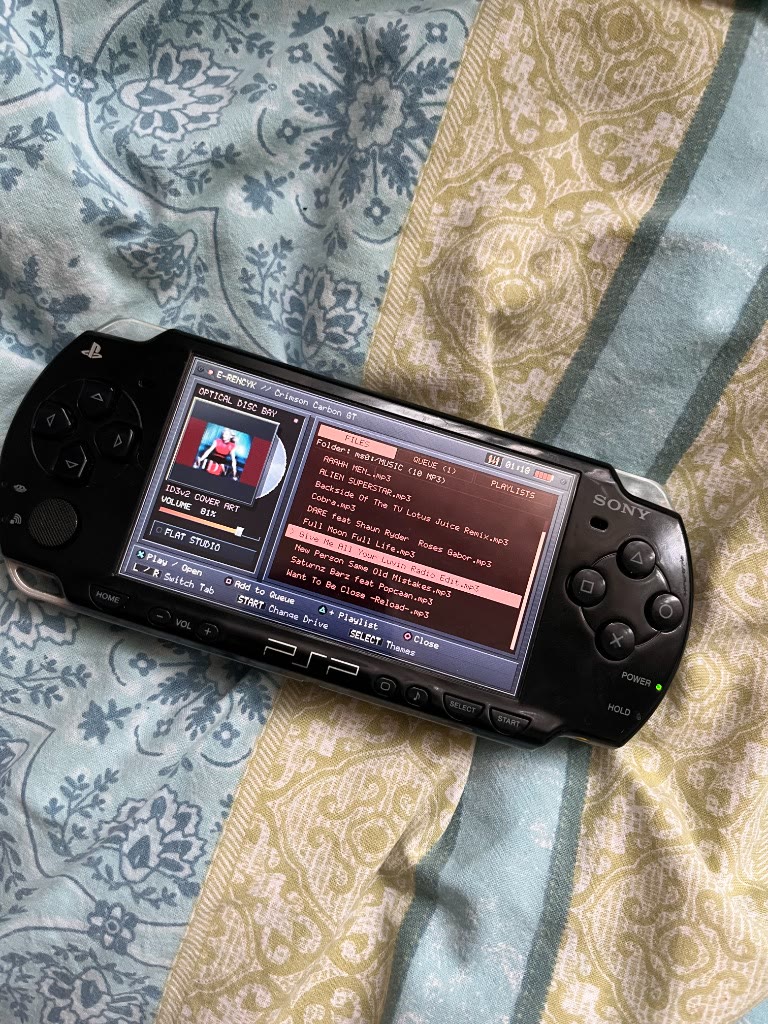 E-RENCYK // Crimson Carbon GT
OPTICAL DISC BAY
ID3v2 COVER ART
VOLUME 81%
FLAT STUDIO
FILES
QUEUE (1)
01:10
PLAYLISTS
Folder: ms0:/MUSIC (10 MP3)
AAAHH MEN_.mp3
ALIEN SUPERSTAR.mp3
Backside Of The TV Lotus Juice Remix.mp3
Cobra.mp3
DARE feat Shaun Ryder Roses Gabor.mp3
Full Moon Full Life.mp3
Give Me All Your Luvin Radio Edit.mp3
New Person Same Old Mistakes.mp3
Saturnz Barz feat Popcaan.mp3
Want To Be Close -Reload-.mp3
Play / Open
Add to Queue
+ Playlist
Close
L / R Switch Tab
START Change Drive
SELECT Themes
SONY
HOME
VOL
PSP
SELECT
START
POWER
HOLD